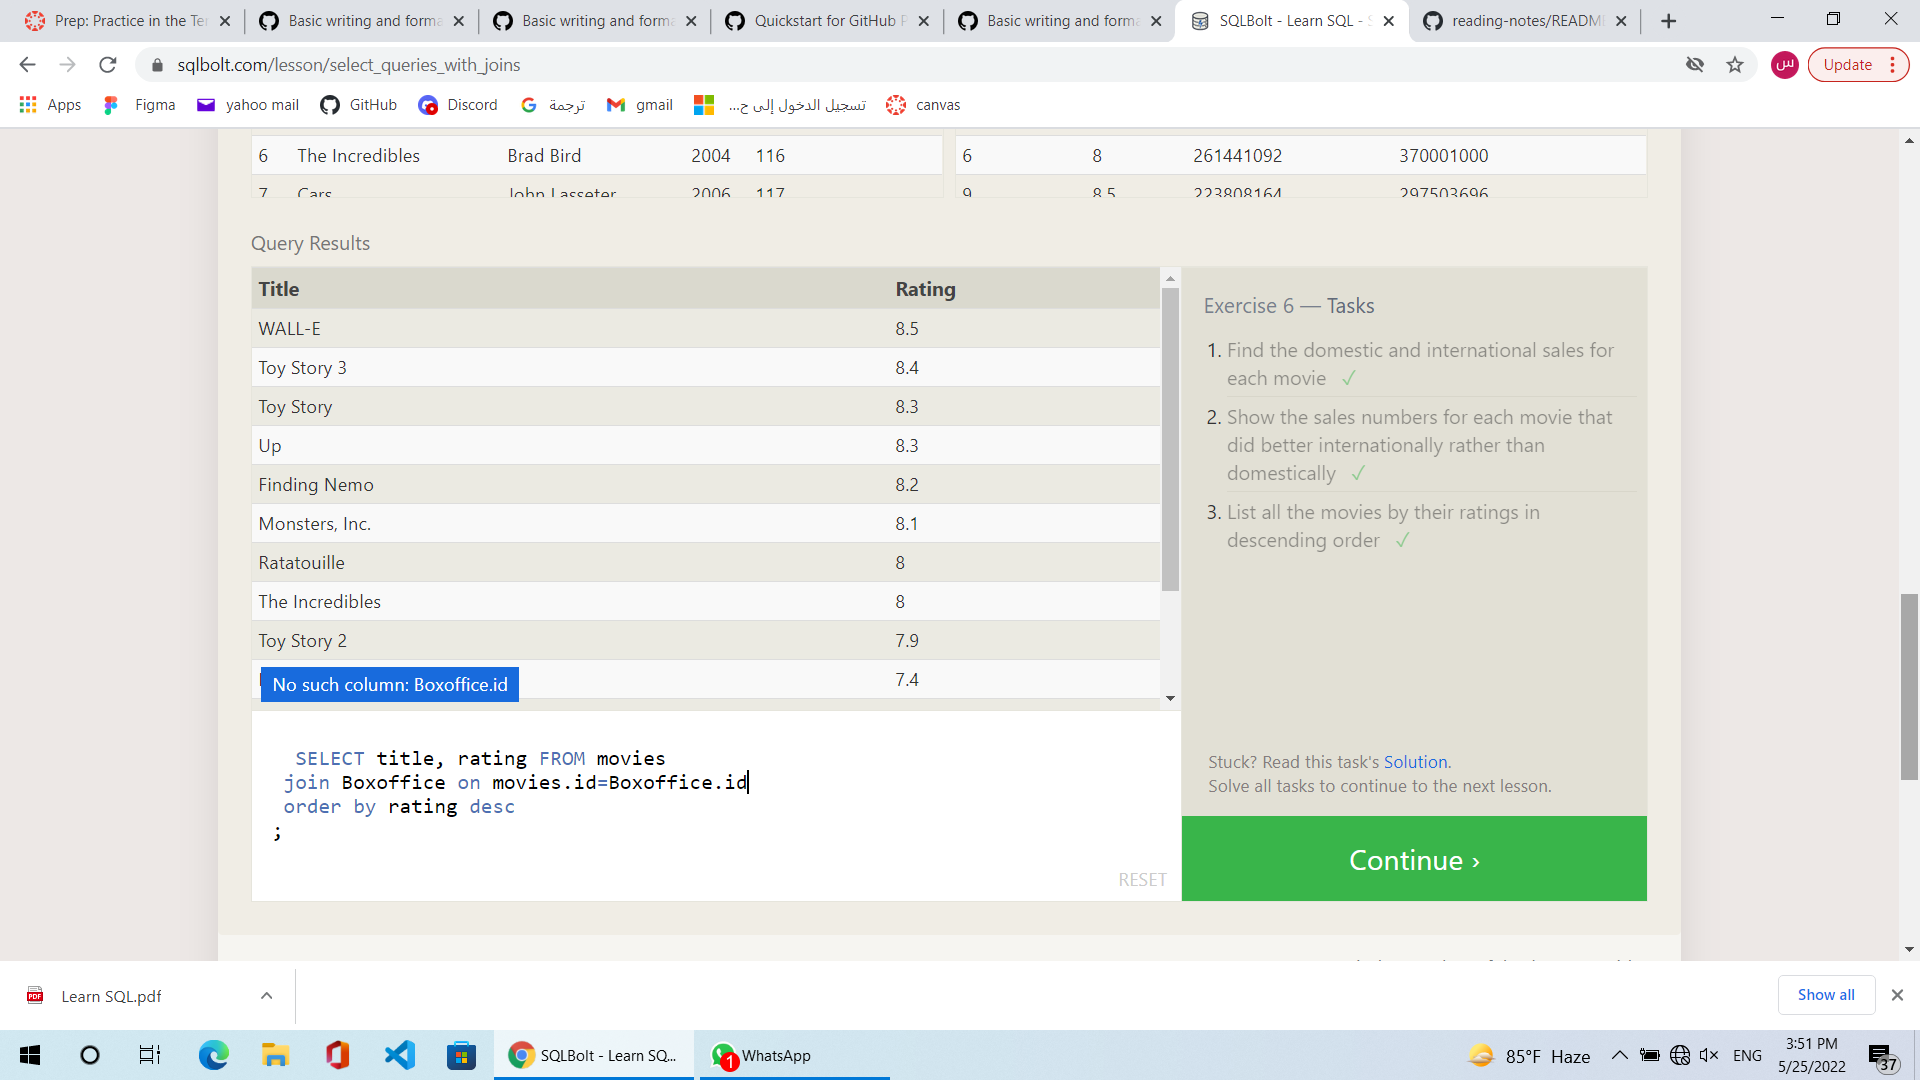 Prep: Practice in the Te
Basic writing and forma
Basic writing and forma
Quickstart for GitHub P
Basic writing and forma
SQLBolt - Learn SQL - S
reading-notes/READM
sqlbolt.com/lesson/select_queries_with_joins
س
Update
Apps
Figma
yahoo mail
GitHub
Discord
ترجمة
gmail
تسجيل الدخول إلى ح...
canvas
6 The Incredibles Brad Bird 2004 116
6 8 261441092 370001000
7 Cars John Lasseter 2006 117
9 8.5 223808164 297503696
Query Results
Title Rating
WALL-E 8.5
Toy Story 3 8.4
Toy Story 8.3
Up 8.3
Finding Nemo 8.2
Monsters, Inc. 8.1
Ratatouille 8
The Incredibles 8
Toy Story 2 7.9
7.4
No such column: Boxoffice.id
SELECT title, rating FROM movies
join Boxoffice on movies.id=Boxoffice.id
order by rating desc
;
RESET
Exercise 6 — Tasks
1. Find the domestic and international sales for
each movie ✓
2. Show the sales numbers for each movie that
did better internationally rather than
domestically ✓
3. List all the movies by their ratings in
descending order ✓
Stuck? Read this task's Solution.
Solve all tasks to continue to the next lesson.
Continue ›
Learn SQL.pdf
Show all
SQLBolt - Learn SQ...
1
WhatsApp
85°F Haze
ENG
3:51 PM
5/25/2022
37